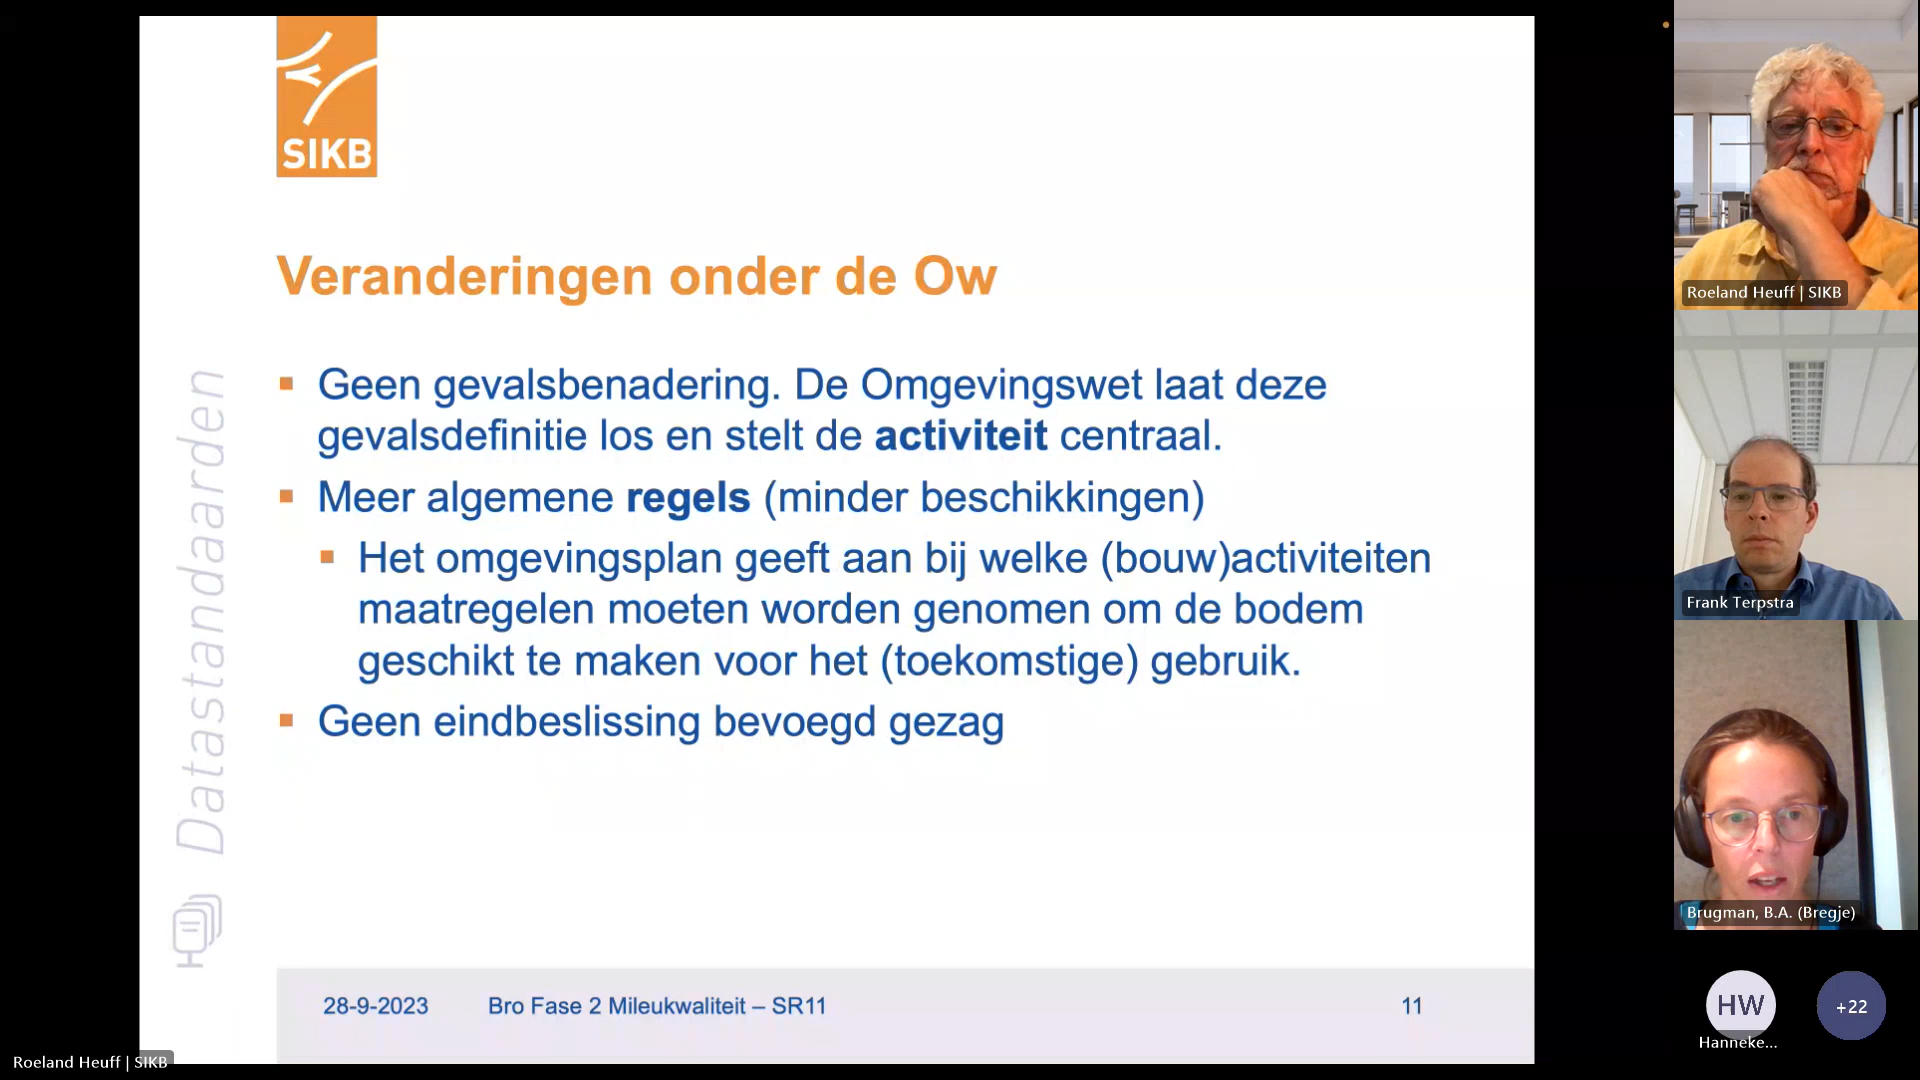 SIKB
Veranderingen onder de Ow
Geen gevalsbenadering. De Omgevingswet laat deze
gevalsdefinitie los en stelt de activiteit centraal.
Meer algemene regels (minder beschikkingen)
Het omgevingsplan geeft aan bij welke (bouw)activiteiten
maatregelen moeten worden genomen om de bodem
geschikt te maken voor het (toekomstige) gebruik.
Geen eindbeslissing bevoegd gezag
Datastandaarden
28-9-2023 Bro Fase 2 Mileukwaliteit – SR11 11
Roeland Heuff | SIKB
Roeland Heuff | SIKB
Frank Terpstra
Brugman, B.A. (Bregje)
HW +22
Hanneke...